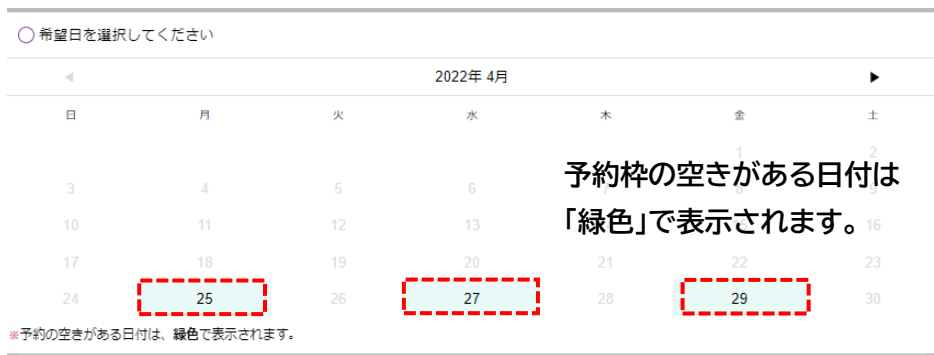 希望日を選択してください
◀ 2022年 4月 ▶
日 月 火 水 木 金 土
1 2
予約枠の空きがある日付は
3 4 5 6
「緑色」で表示されます。
10 11 12 13 16
17 18 19 20 21 22 23
24 25 26 27 28 29 30
※予約の空きがある日付は、緑色で表示されます。